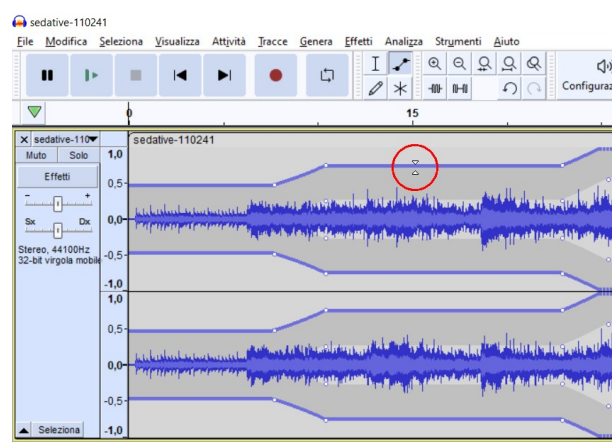 sedative-110241
File Modifica Seleziona Visualizza Attività Tracce Genera Effetti Analizza Strumenti Aiuto
Configuraz
0 15
× sedative-110▼ sedative-110241
Muto Solo
Effetti
- +
Sx Dx
Stereo, 44100Hz
32-bit virgola mobile
1,0
0,5-
0,0-
-0,5-
-1,0
1,0
0,5-
0,0-
-0,5-
-1,0
Seleziona